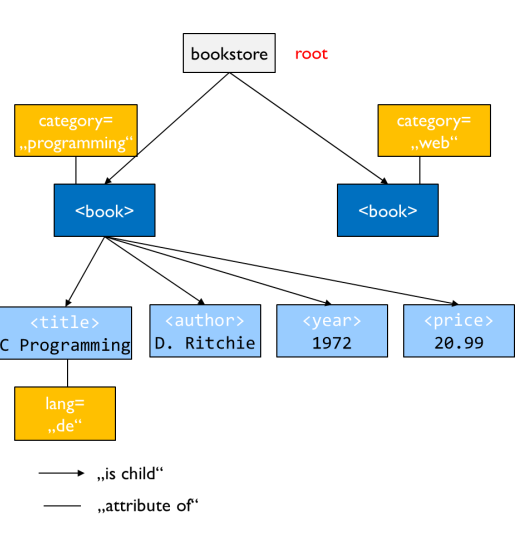 bookstore root
category=
„programming“
category=
„web“
<book>
<book>
<title>
C Programming
<author>
D. Ritchie
<year>
1972
<price>
20.99
lang=
„de“
„is child“
„attribute of“